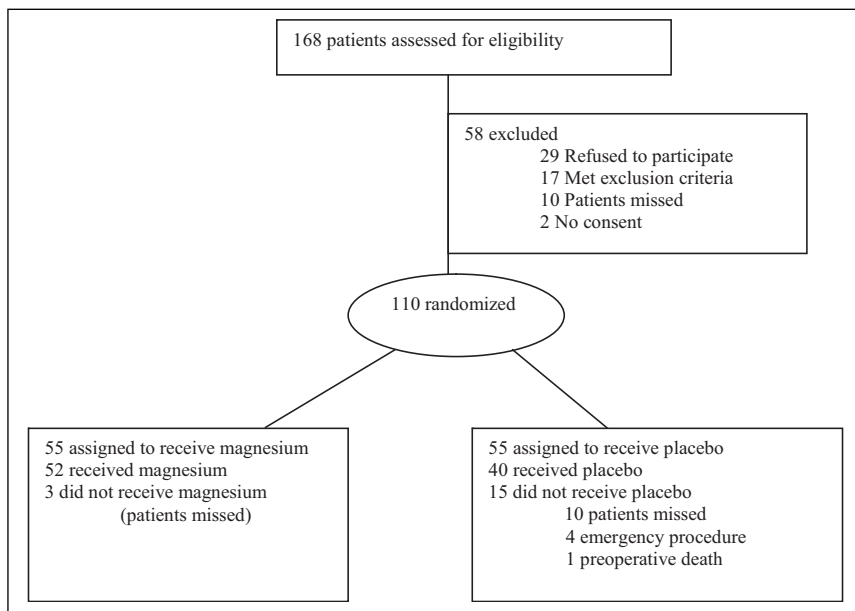 168 patients assessed for eligibility
58 excluded
29 Refused to participate
17 Met exclusion criteria
10 Patients missed
2 No consent
110 randomized
55 assigned to receive magnesium
52 received magnesium
3 did not receive magnesium
(patients missed)
55 assigned to receive placebo
40 received placebo
15 did not receive placebo
10 patients missed
4 emergency procedure
1 preoperative death